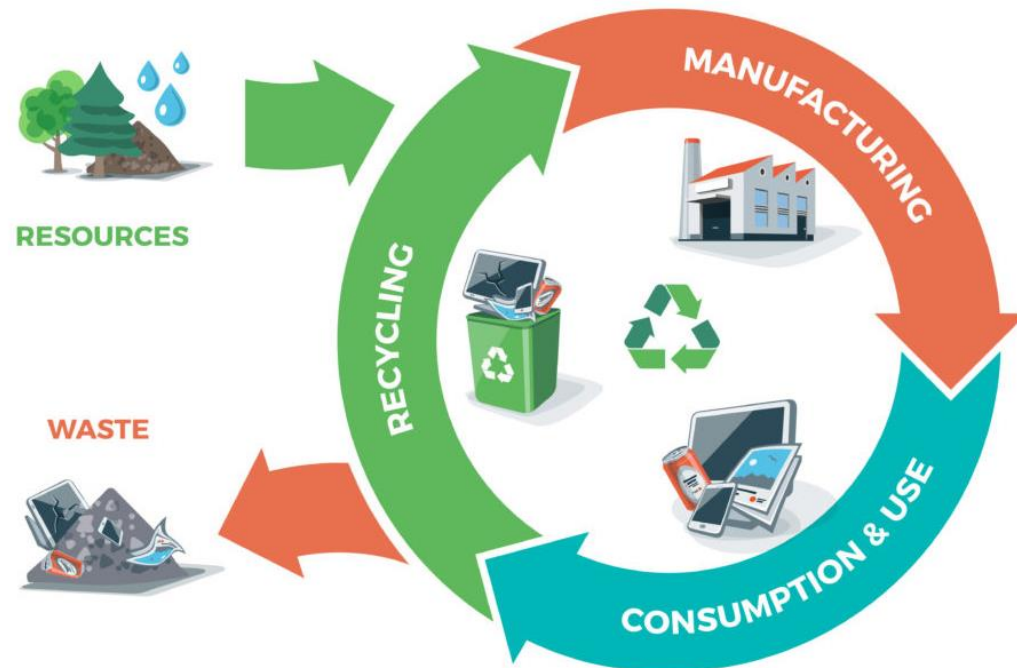 MANUFACTURING
RESOURCES
RECYCLING
WASTE
CONSUMPTION & USE